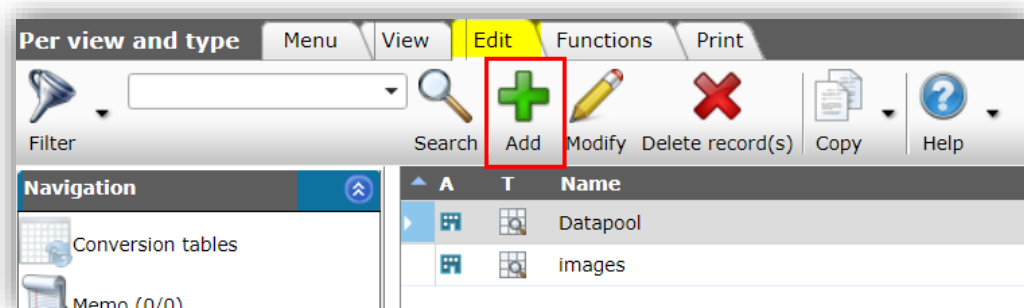 Per view and type Menu View Edit Functions Print
Filter Search Add Modify Delete record(s) Copy Help
Navigation A T Name
Datapool
Conversion tables
images
Memo (0/0)